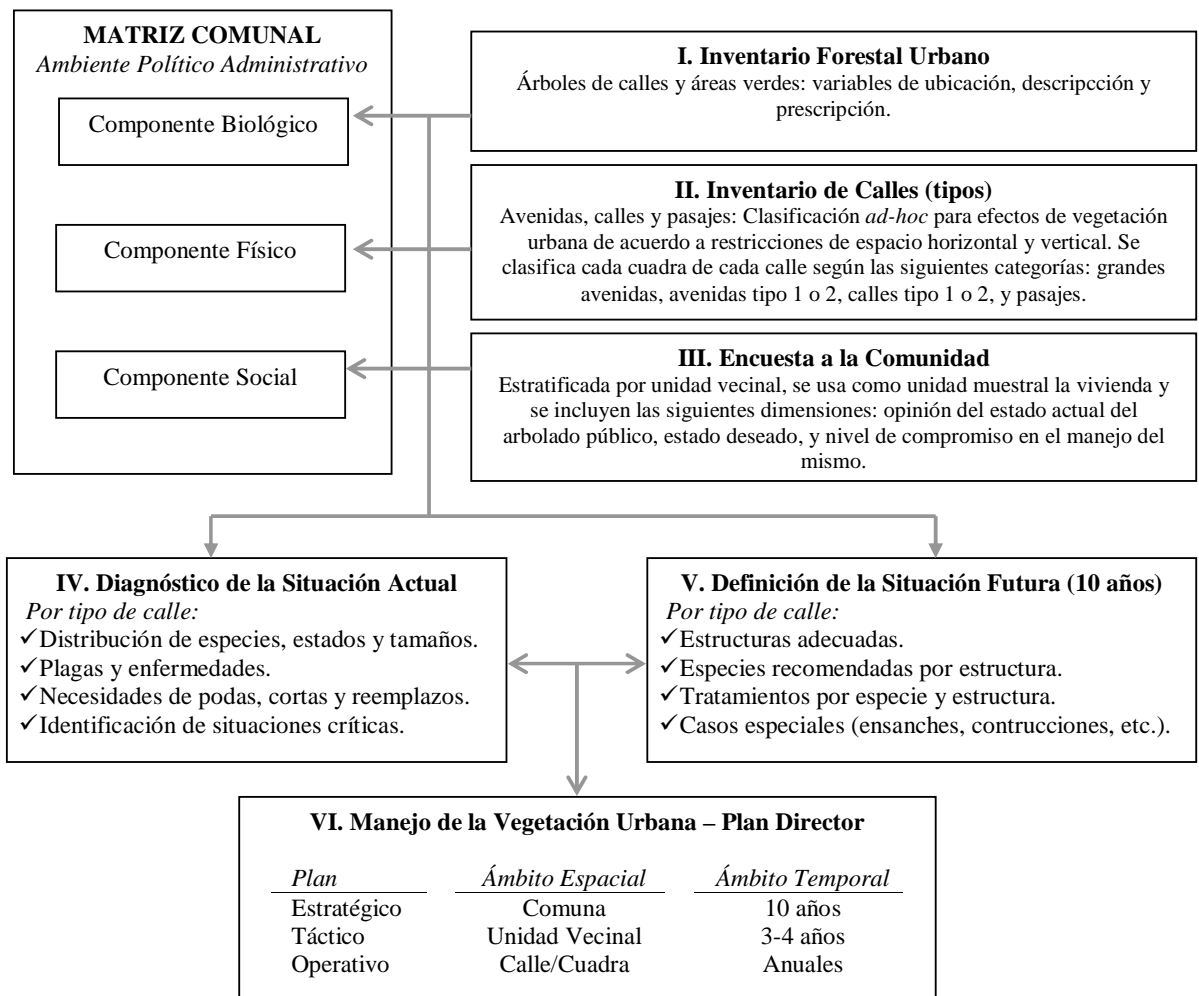 MATRIZ COMUNAL
Ambiente Político Administrativo
Componente Biológico
Componente Físico
Componente Social
I. Inventario Forestal Urbano
Árboles de calles y áreas verdes: variables de ubicación, descripcción y
prescripción.
II. Inventario de Calles (tipos)
Avenidas, calles y pasajes: Clasificación ad-hoc para efectos de vegetación
urbana de acuerdo a restricciones de espacio horizontal y vertical. Se
clasifica cada cuadra de cada calle según las siguientes categorías: grandes
avenidas, avenidas tipo 1 o 2, calles tipo 1 o 2, y pasajes.
III. Encuesta a la Comunidad
Estratificada por unidad vecinal, se usa como unidad muestral la vivienda y
se incluyen las siguientes dimensiones: opinión del estado actual del
arbolado público, estado deseado, y nivel de compromiso en el manejo del
mismo.
IV. Diagnóstico de la Situación Actual
Por tipo de calle:
✓Distribución de especies, estados y tamaños.
✓Plagas y enfermedades.
✓Necesidades de podas, cortas y reemplazos.
✓Identificación de situaciones críticas.
V. Definición de la Situación Futura (10 años)
Por tipo de calle:
✓Estructuras adecuadas.
✓Especies recomendadas por estructura.
✓Tratamientos por especie y estructura.
✓Casos especiales (ensanches, contrucciones, etc.).
VI. Manejo de la Vegetación Urbana – Plan Director
Plan Ámbito Espacial Ámbito Temporal
Estratégico Comuna 10 años
Táctico Unidad Vecinal 3-4 años
Operativo Calle/Cuadra Anuales